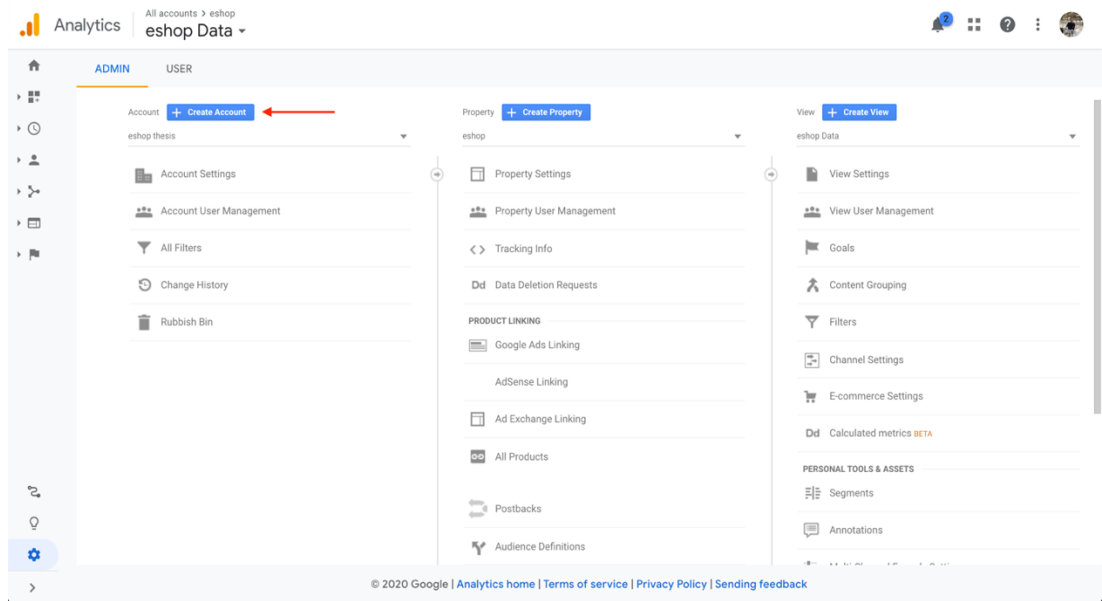 Analytics
All accounts > eshop
eshop Data
2
ADMIN
USER
Account
+ Create Account
eshop thesis
Account Settings
Account User Management
All Filters
Change History
Rubbish Bin
Property
+ Create Property
eshop
Property Settings
Property User Management
<> Tracking Info
Dd Data Deletion Requests
PRODUCT LINKING
Google Ads Linking
AdSense Linking
Ad Exchange Linking
All Products
Postbacks
Audience Definitions
View
+ Create View
eshop Data
View Settings
View User Management
Goals
Content Grouping
Filters
Channel Settings
E-commerce Settings
Dd Calculated metrics BETA
PERSONAL TOOLS & ASSETS
Segments
Annotations
© 2020 Google | Analytics home | Terms of service | Privacy Policy | Sending feedback